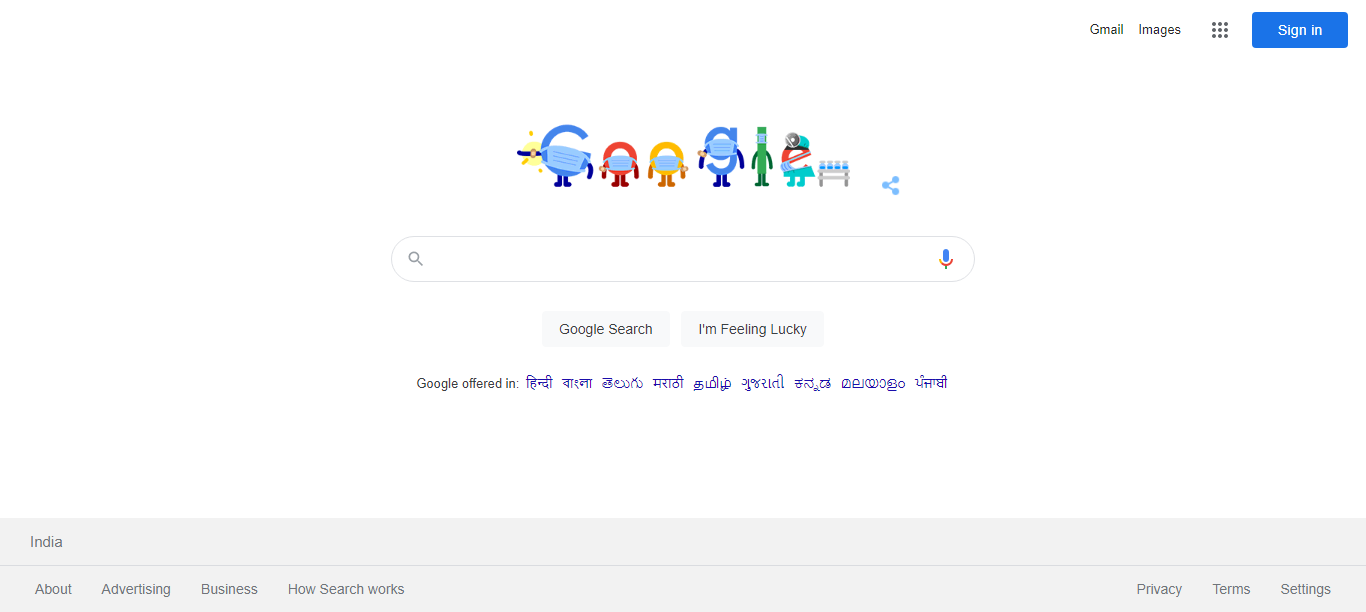 Gmail Images Sign in
Google
Google Search I'm Feeling Lucky
Google offered in: हिन्दी বাংলা తెలుగు मराठी தமிழ் ગુજરાતી ಕನ್ನಡ മലയാളം ਪੰਜਾਬੀ
India
About Advertising Business How Search works Privacy Terms Settings